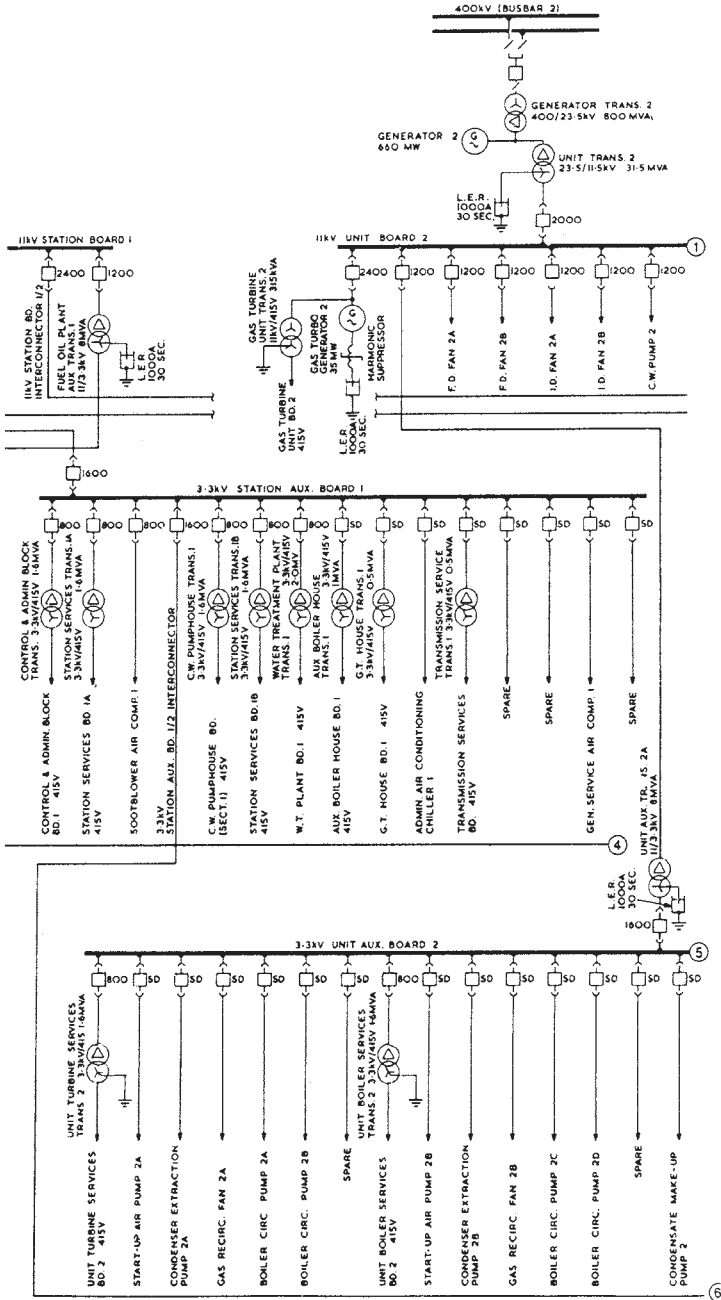 400kV (BUSBAR 2)
GENERATOR TRANS. 2
400/23·5kV 800 MVA
GENERATOR 2
660 MW
G
UNIT TRANS. 2
23·5/11·5kV 31·5 MVA
L.E.R.
1000A
30 SEC.
2000
11kV STATION BOARD 1
11kV UNIT BOARD 2
1
2400
1200
2400
1200
1200
1200
1200
1200
1200
11kV STATION BD.
INTERCONNECTOR 1/2
FUEL OIL PLANT
AUX TRANS. 1
11/3·3kV 8MVA
L.E.R.
1000A
30 SEC.
GAS TURBINE
UNIT TRANS. 2
11kV/415V 315kVA
GAS TURBINE
UNIT BD. 2
415V
GAS TURBO
GENERATOR 2
35 MW
G
HARMONIC
SUPPRESSOR
L.E.R.
1000A
30 SEC.
F.D. FAN 2A
F.D. FAN 2B
I.D. FAN 2A
I.D. FAN 2B
C.W. PUMP 2
1600
3·3kV STATION AUX. BOARD 1
800
800
800
1600
800
800
800
SD
SD
SD
SD
SD
SD
SD
SD
CONTROL & ADMIN BLOCK
TRANS. 3·3kV/415V 1·6MVA
STATION SERVICES TRANS. 1A
3·3kV/415V 1·6MVA
C.W. PUMPHOUSE TRANS. 1
3·3kV/415V 1·6MVA
STATION SERVICES TRANS. 1B
3·3kV/415V 1·6MVA
WATER TREATMENT PLANT
TRANS. 1
3·3kV/415V
2·0MV
AUX BOILER HOUSE
TRANS. 1
3·3kV/415V
1MVA
G.T. HOUSE TRANS. 1
3·3kV/415V 0·5MVA
TRANSMISSION SERVICE
TRANS. 1 3·3kV/415V 0·5MVA
CONTROL & ADMIN. BLOCK
BD. 1 415V
STATION SERVICES BD. 1A
415V
SOOTBLOWER AIR COMP. 1
3·3kV
STATION AUX. BD. 1/2 INTERCONNECTOR
C.W. PUMPHOUSE BD.
(SECT. 1) 415V
STATION SERVICES BD. 1B
415V
W.T. PLANT BD. 1 415V
AUX. BOILER HOUSE BD. 1
415V
G.T. HOUSE BD. 1 415V
ADMIN AIR CONDITIONING
CHILLER 1
TRANSMISSION SERVICES
BD. 415V
SPARE
SPARE
GEN. SERVICE AIR COMP. 1
SPARE
UNIT AUX. TR. 2A
11/3·3kV 8MVA
4
L.E.R.
1000A
30 SEC.
1600
3·3kV UNIT AUX. BOARD 2
5
800
SD
SD
SD
SD
SD
SD
800
SD
SD
SD
SD
SD
SD
SD
UNIT TURBINE SERVICES
TRANS. 2 3·3kV/415 1·6MVA
UNIT BOILER SERVICES
TRANS. 2 3·3kV/415V 1·6MVA
UNIT TURBINE SERVICES
BD. 2 415V
START-UP AIR PUMP 2A
CONDENSER EXTRACTION
PUMP 2A
GAS RECIRC. FAN 2A
BOILER CIRC. PUMP 2A
BOILER CIRC. PUMP 2B
SPARE
UNIT BOILER SERVICES
BD. 2 415V
START-UP AIR PUMP 2B
CONDENSER EXTRACTION
PUMP 2B
GAS RECIRC. FAN 2B
BOILER CIRC. PUMP 2C
BOILER CIRC. PUMP 2D
SPARE
CONDENSATE MAKE-UP
PUMP 2
6